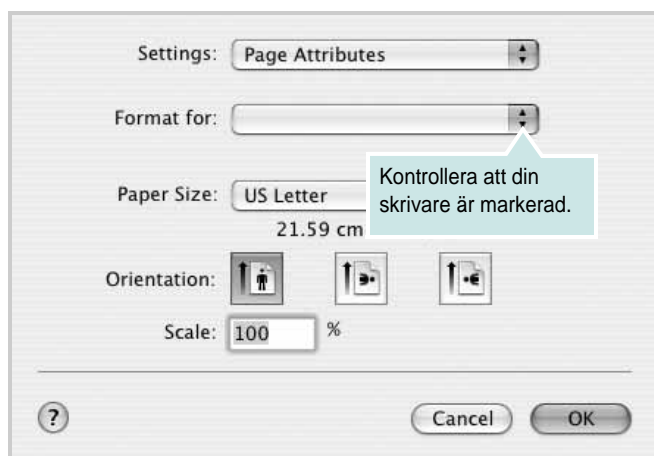 Settings: Page Attributes
Format for:
Kontrollera att din
skrivare är markerad.
Paper Size: US Letter
21.59 cm
Orientation:
Scale: 100 %
? Cancel OK